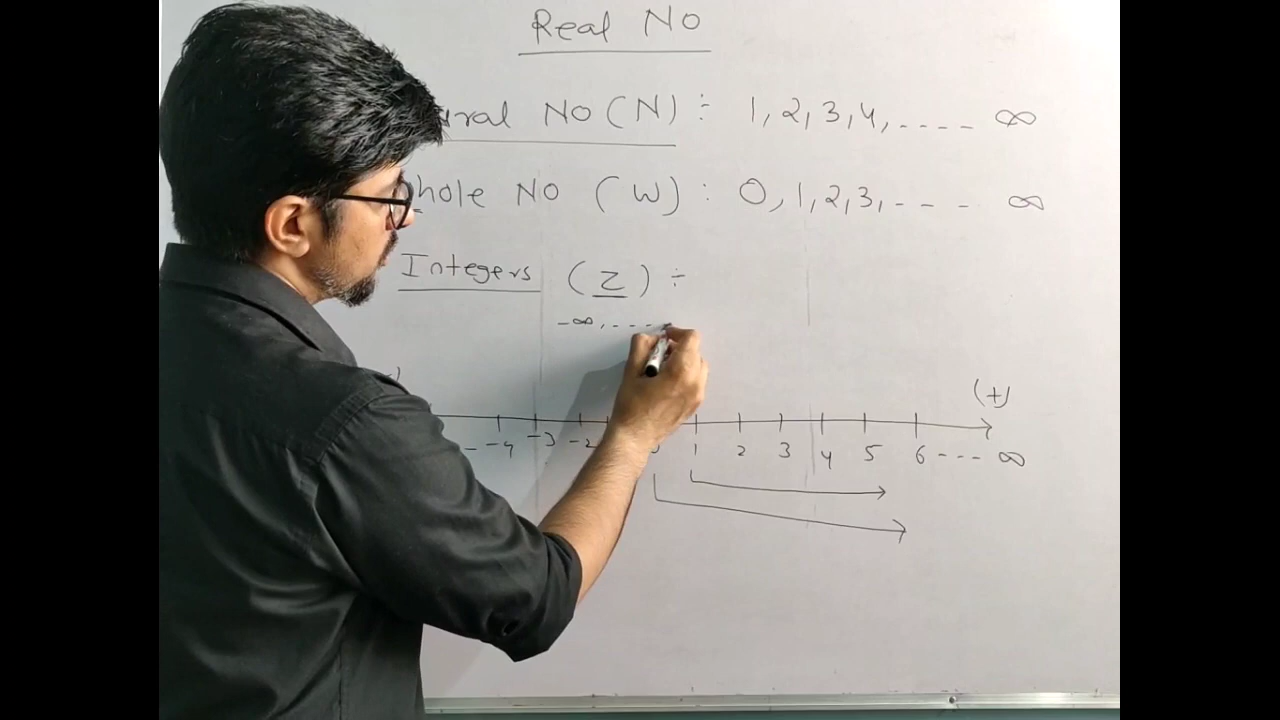 Real No
ural No (N) ÷ 1, 2, 3, 4, ---- ∞
hole No (W) : 0, 1, 2, 3, --- ∞
Integers (Z) ÷
-∞, ----
(+)
- -4 -3 -2 1 2 3 4 5 6 --- ∞